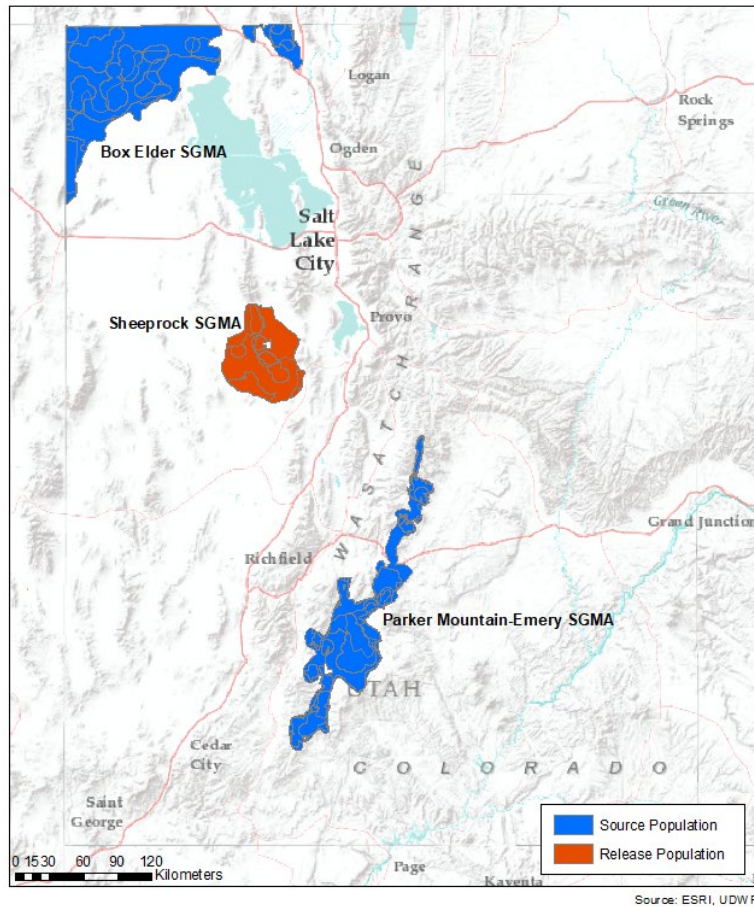 Logan
Rock
Springs
Box Elder SGMA
Ogden
Green River
Salt
Lake
City
Sheeprock SGMA
Provo
WASATCH RANGE
Grand Junction
Richfield
Parker Mountain-Emery SGMA
UTAH
Cedar
City
COLORADO
Saint
George
Source Population
Release Population
0 15 30 60 90 120
Kilometers
Page
Kaventa
Source: ESRI, UDWR